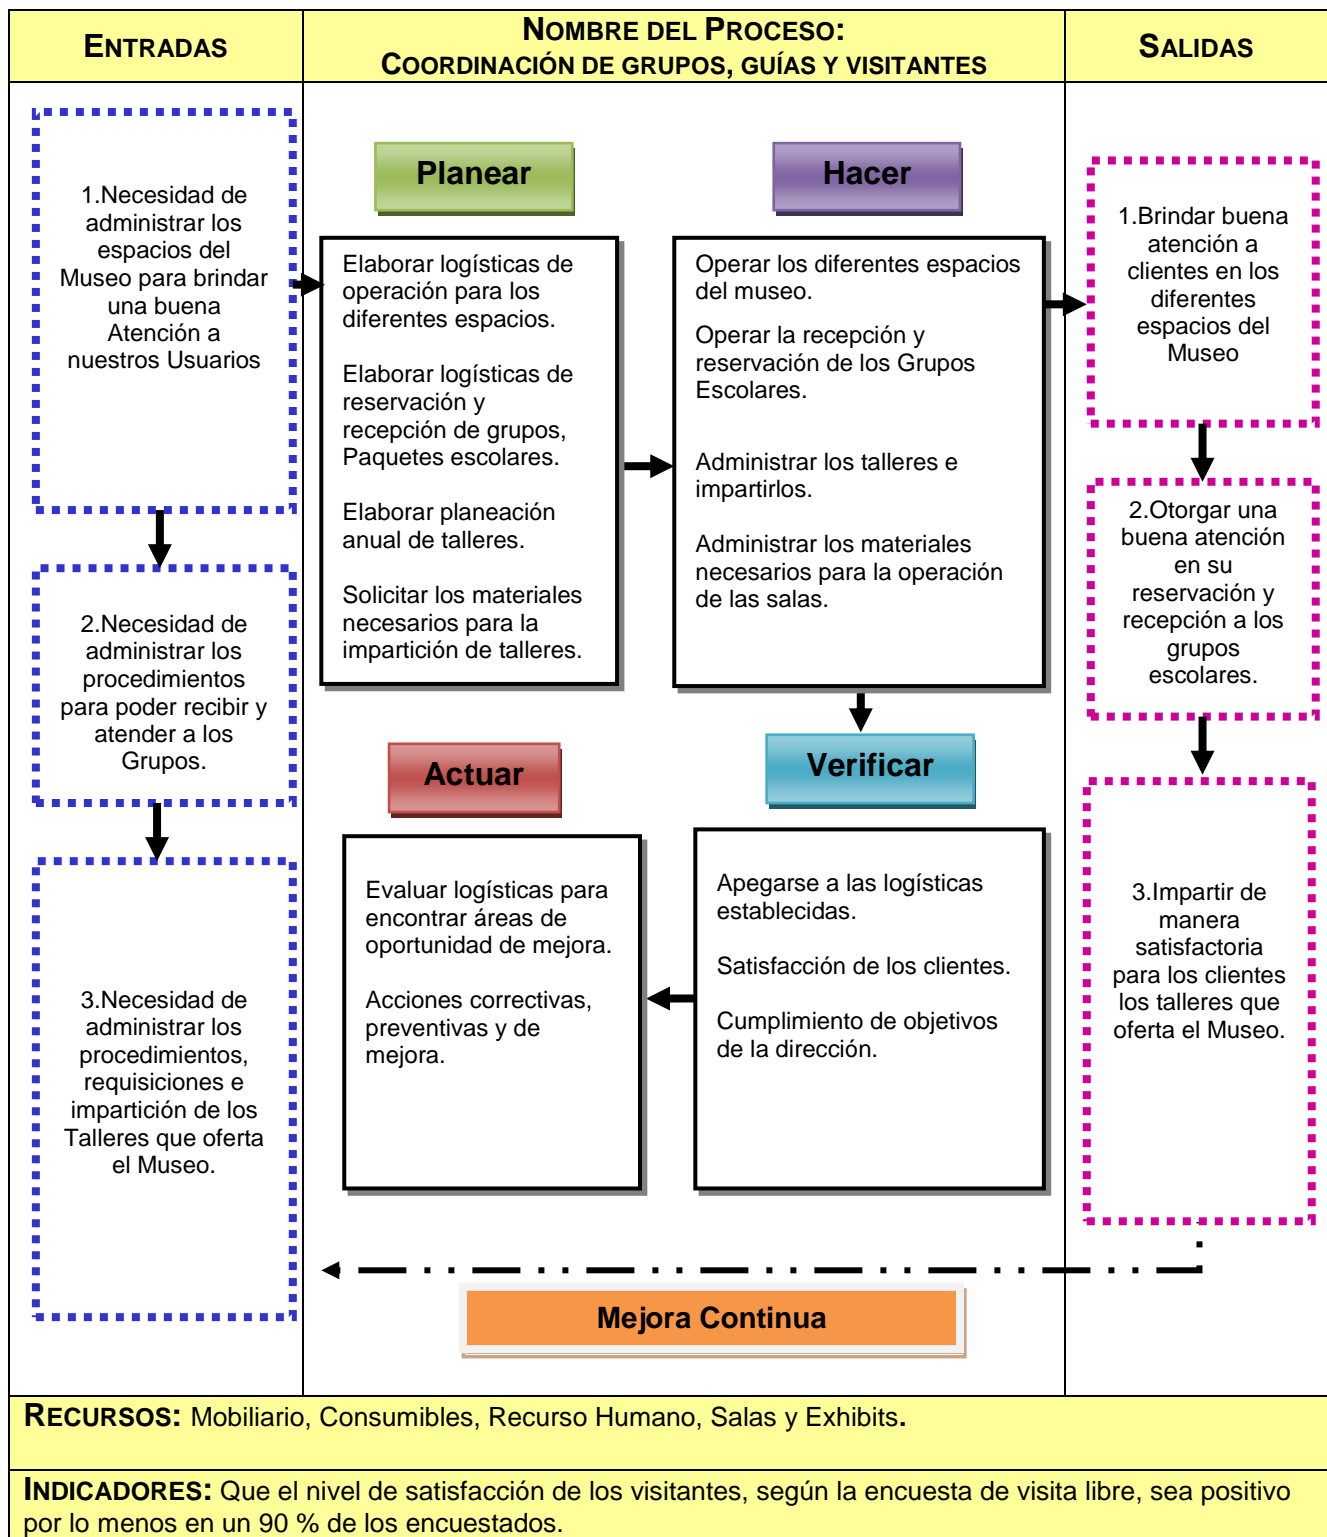 ENTRADAS
NOMBRE DEL PROCESO:
COORDINACIÓN DE GRUPOS, GUÍAS Y VISITANTES
SALIDAS
1.Necesidad de
administrar los
espacios del
Museo para brindar
una buena
Atención a
nuestros Usuarios
2.Necesidad de
administrar los
procedimientos
para poder recibir y
atender a los
Grupos.
3.Necesidad de
administrar los
procedimientos,
requisiciones e
impartición de los
Talleres que oferta
el Museo.
Planear
Elaborar logísticas de
operación para los
diferentes espacios.
Elaborar logísticas de
reservación y
recepción de grupos,
Paquetes escolares.
Elaborar planeación
anual de talleres.
Solicitar los materiales
necesarios para la
impartición de talleres.
Hacer
Operar los diferentes espacios
del museo.
Operar la recepción y
reservación de los Grupos
Escolares.
Administrar los talleres e
impartirlos.
Administrar los materiales
necesarios para la operación
de las salas.
Verificar
Apegarse a las logísticas
establecidas.
Satisfacción de los clientes.
Cumplimiento de objetivos
de la dirección.
Actuar
Evaluar logísticas para
encontrar áreas de
oportunidad de mejora.
Acciones correctivas,
preventivas y de
mejora.
1.Brindar buena
atención a
clientes en los
diferentes
espacios del
Museo
2.Otorgar una
buena atención
en su
reservación y
recepción a los
grupos
escolares.
3.Impartir de
manera
satisfactoria
para los clientes
los talleres que
oferta el Museo.
Mejora Continua
RECURSOS: Mobiliario, Consumibles, Recurso Humano, Salas y Exhibits.
INDICADORES: Que el nivel de satisfacción de los visitantes, según la encuesta de visita libre, sea positivo
por lo menos en un 90 % de los encuestados.